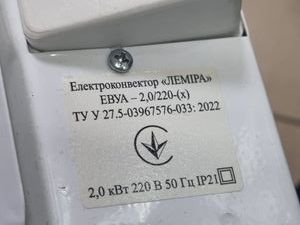 Електроконвектор «ЛЕМІРА»
ЕВУА – 2,0/220-(х)
ТУ У 27.5-03967576-033: 2022
2,0 кВт 220 В 50 Гц IP21